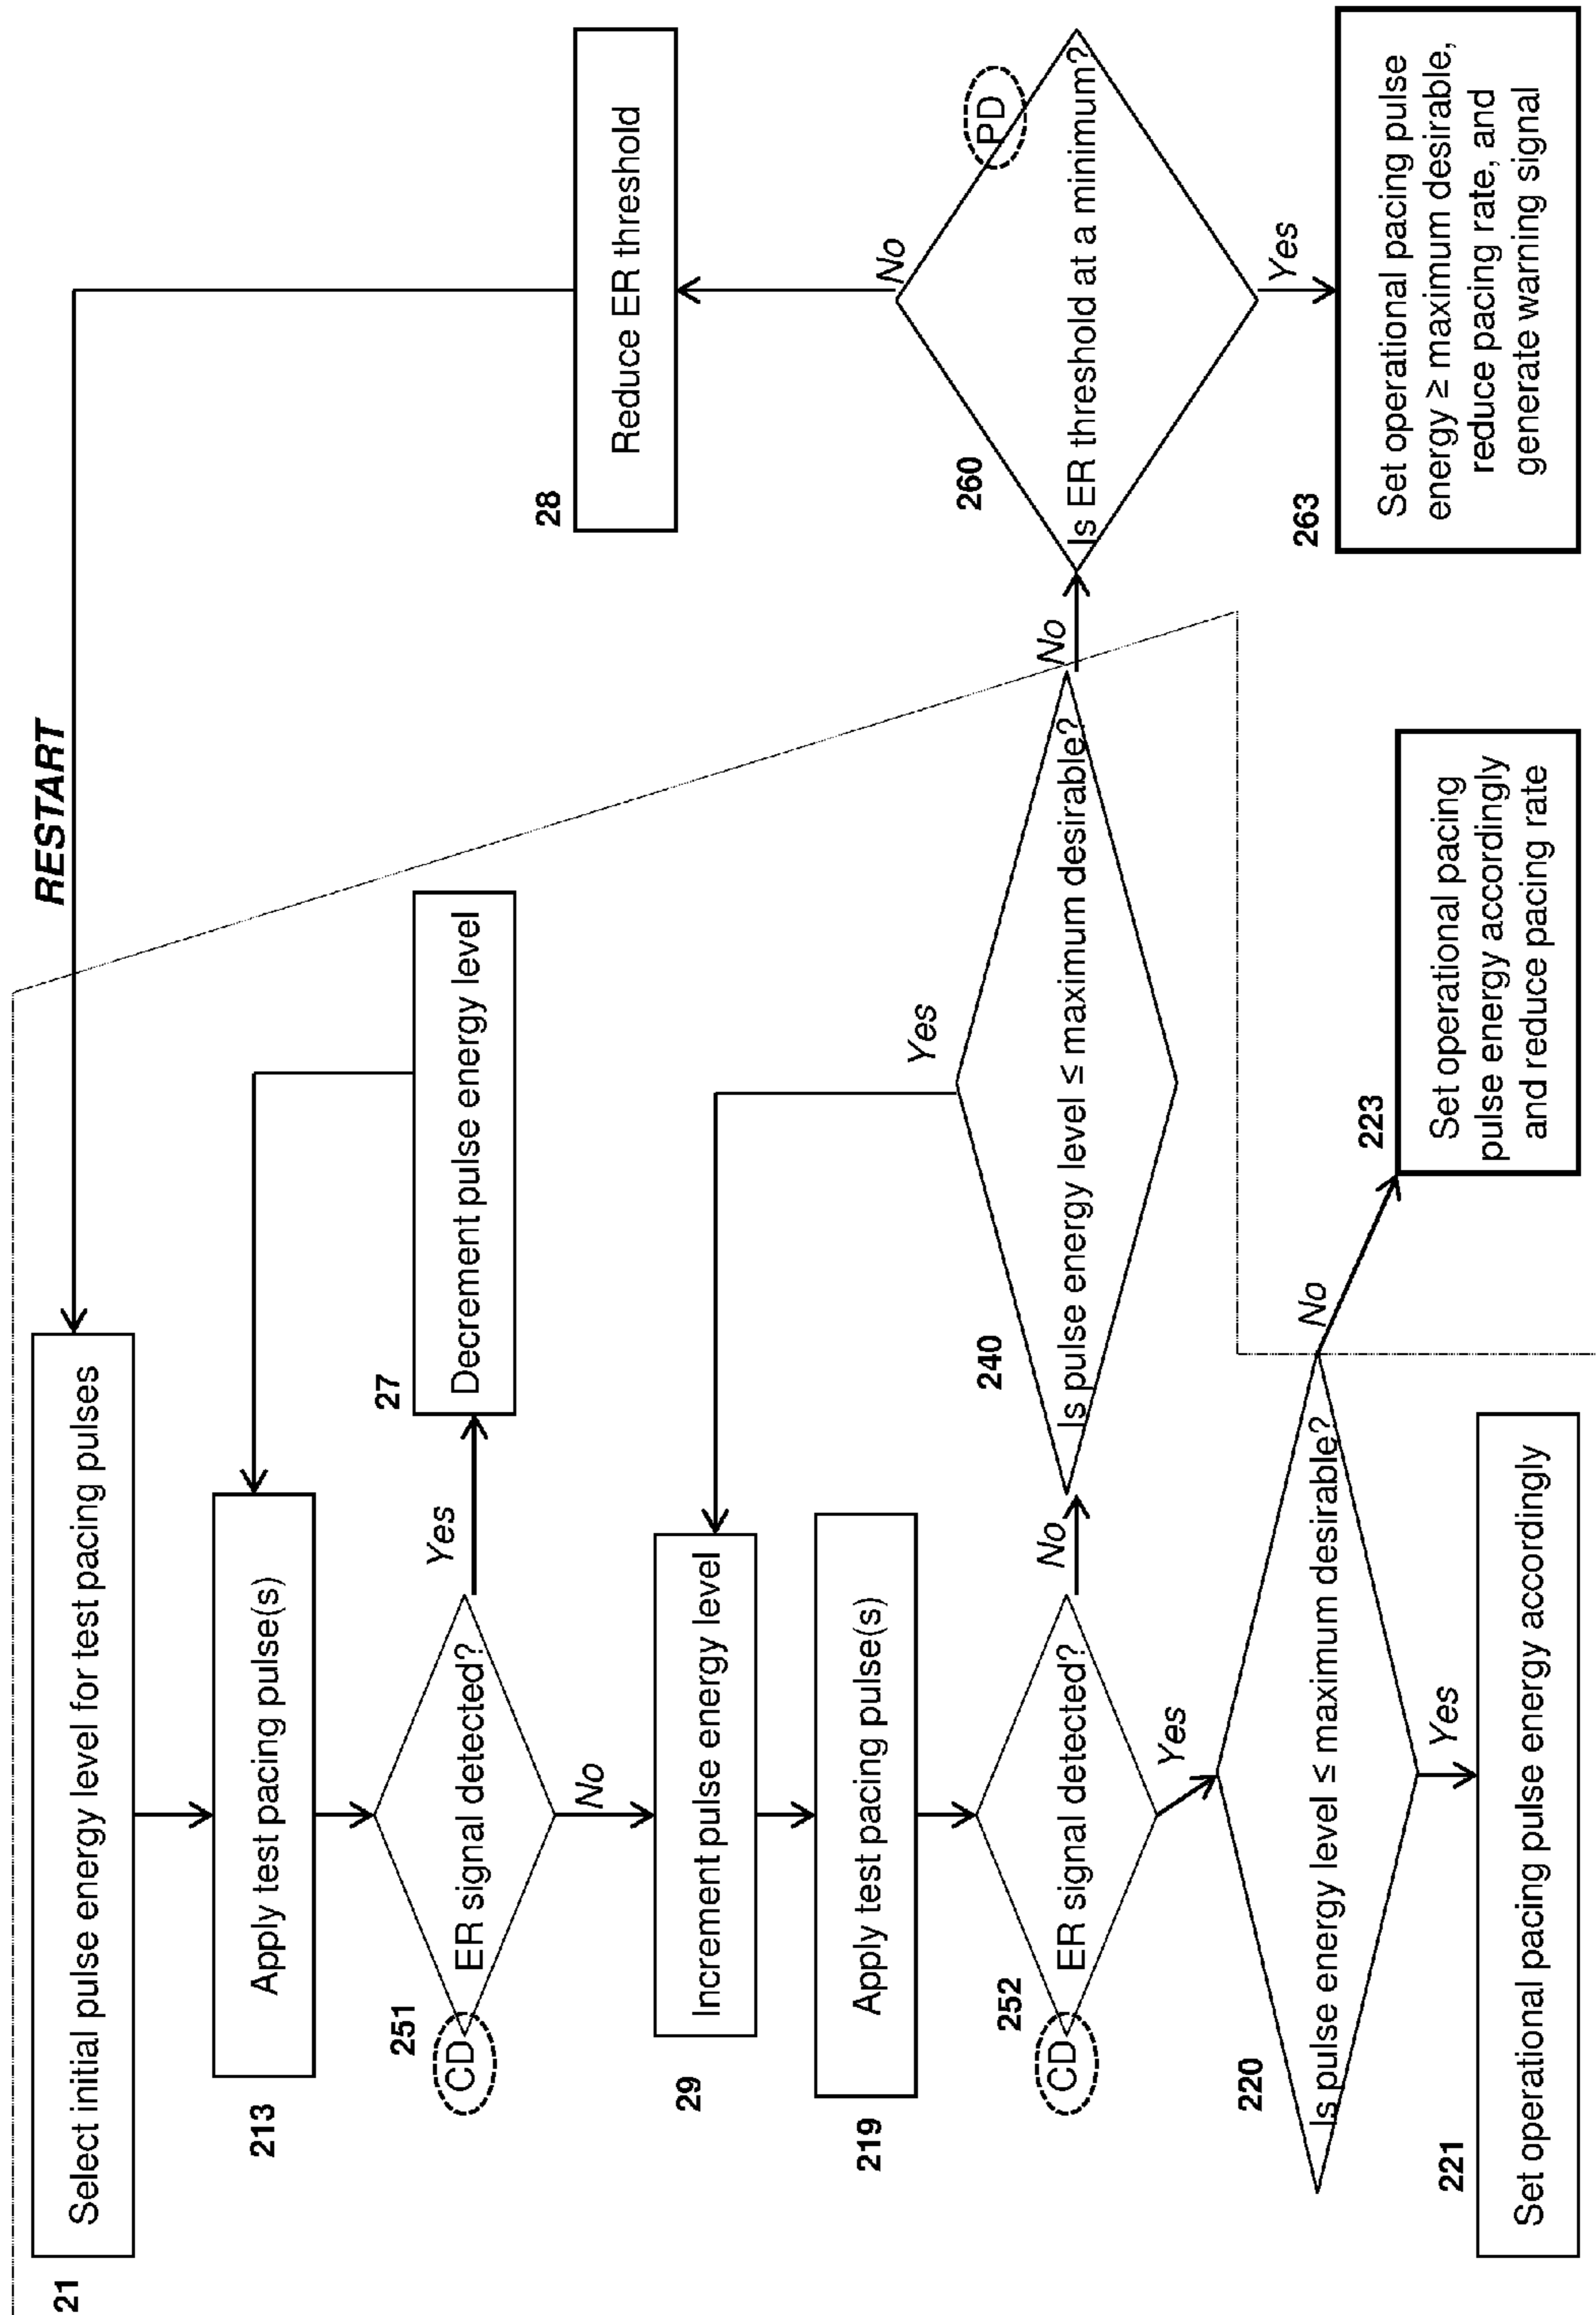 RESTART
21
Select initial pulse energy level for test pacing pulses
213
Apply test pacing pulse(s)
251
CD
ER signal detected?
Yes
27
Decrement pulse energy level
No
29
Increment pulse energy level
219
Apply test pacing pulse(s)
252
CD
ER signal detected?
No
240
Is pulse energy level ≤ maximum desirable?
Yes
No
260
Is ER threshold at a minimum?
PD
No
28
Reduce ER threshold
Yes
263
Set operational pacing pulse
energy ≥ maximum desirable,
reduce pacing rate, and
generate warning signal
Yes
220
Is pulse energy level ≤ maximum desirable?
No
223
Set operational pacing
pulse energy accordingly
and reduce pacing rate
Yes
221
Set operational pacing pulse energy accordingly